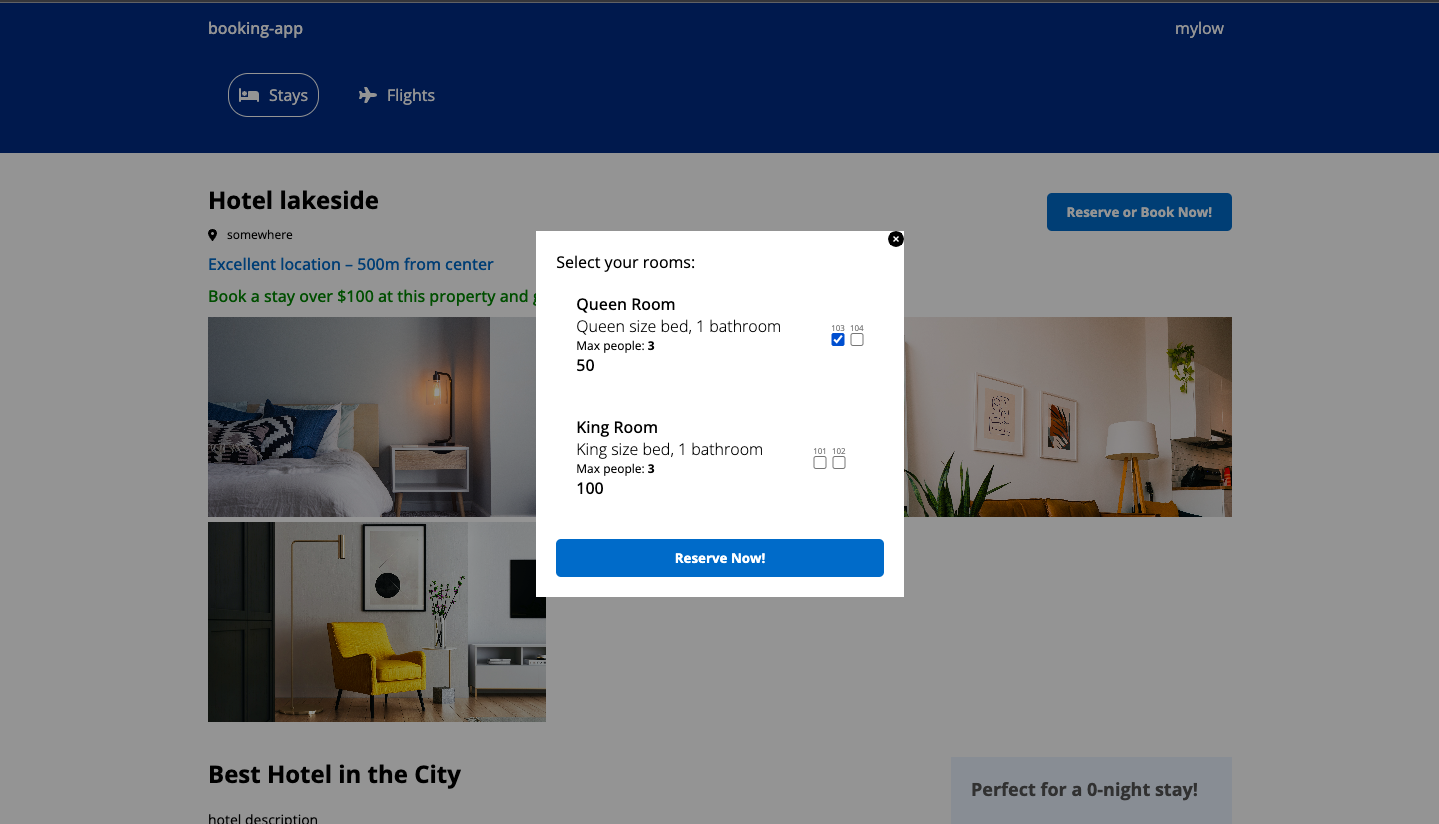 booking-app
mylow
Stays
Flights
Hotel lakeside
Reserve or Book Now!
somewhere
Excellent location – 500m from center
Book a stay over $100 at this property and
Select your rooms:
Queen Room
Queen size bed, 1 bathroom
103 104
Max people: 3
50
King Room
King size bed, 1 bathroom
101 102
Max people: 3
100
Reserve Now!
Best Hotel in the City
Perfect for a 0-night stay!
hotel description